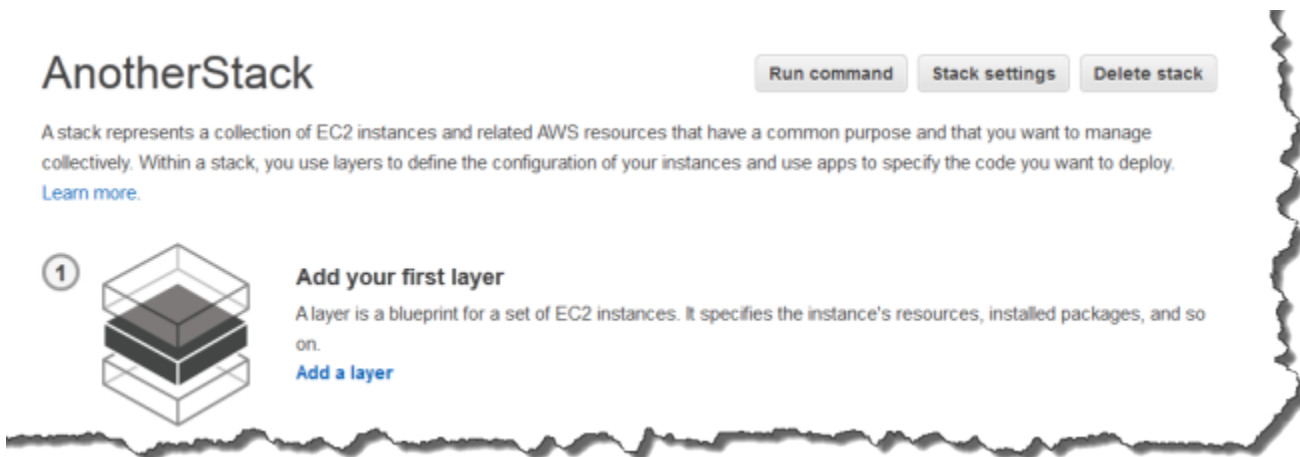 AnotherStack
Run command
Stack settings
Delete stack
A stack represents a collection of EC2 instances and related AWS resources that have a common purpose and that you want to manage
collectively. Within a stack, you use layers to define the configuration of your instances and use apps to specify the code you want to deploy.
Learn more.
1
Add your first layer
A layer is a blueprint for a set of EC2 instances. It specifies the instance's resources, installed packages, and so
on.
Add a layer